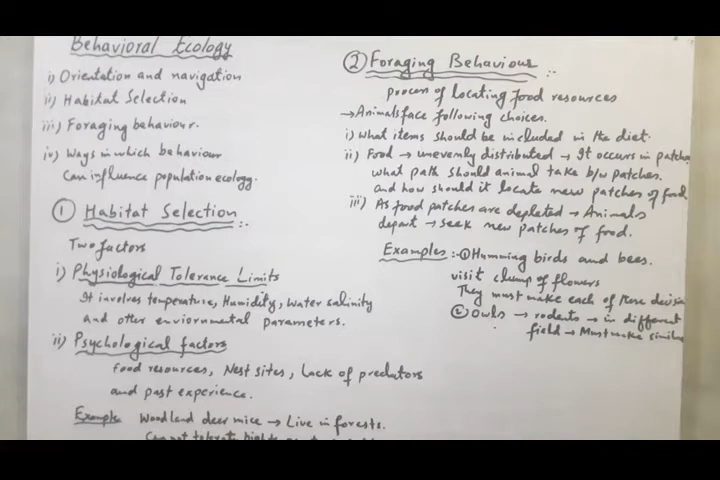 Behavioral Ecology
i) Orientation and navigation
ii) Habitat Selection
iii) Foraging behaviour.
iv) Ways in which behaviour
Can influence population ecology.
① Habitat Selection :.
Two factors
i) Physiological Tolerance Limits
It involves temperature, Humidity, water salinity
and other enviornmental parameters.
ii) Psychological factors
food resources, Nest sites, Lack of predators
and past experience.
Example Woodland deer mice → Live in forests.
Can not tolerate
② Foraging Behaviour :.
process of locating food resources
→ Animals face following choices.
i) what items should be included in the diet.
ii) Food → unevenly distributed → It occurs in patches
what path should animal take b/w patches.
and how should it locate new patches of food
iii) As food patches are depleted → Animals
depart → Seek new patches of food.
Examples :- ① Humming birds and bees.
visit clump of flowers
They must make each of these decisi
② Owls → rodents → in different
field → Must make simila